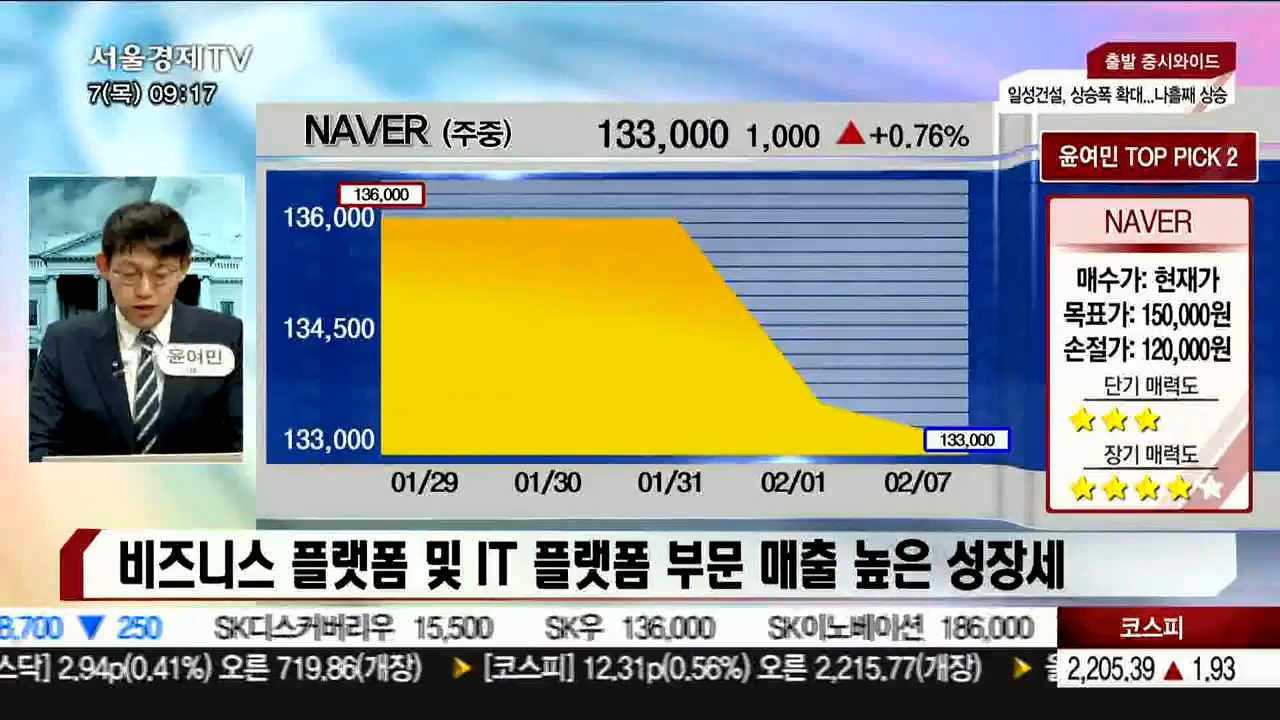 서울경제TV
7(목) 09:17
출발 증시와이드
일성건설, 상승폭 확대...나흘째 상승
NAVER (주중) 133,000 1,000 ▲+0.76%
윤여민 TOP PICK 2
136,000
136,000
134,500
133,000
133,000
01/29 01/30 01/31 02/01 02/07
윤여민
NAVER
매수가: 현재가
목표가: 150,000원
손절가: 120,000원
단기 매력도
장기 매력도
비즈니스 플랫폼 및 IT 플랫폼 부문 매출 높은 성장세
8,700 ▼ 250 SK디스커버리우 15,500 SK우 136,000 SK이노베이션 186,000
코스피
스닥] 2.94p(0.41%) 오른 719.86(개장) ▶ [코스피] 12.31p(0.56%) 오른 2,215.77(개장) ▶
2,205.39 ▲ 1.93